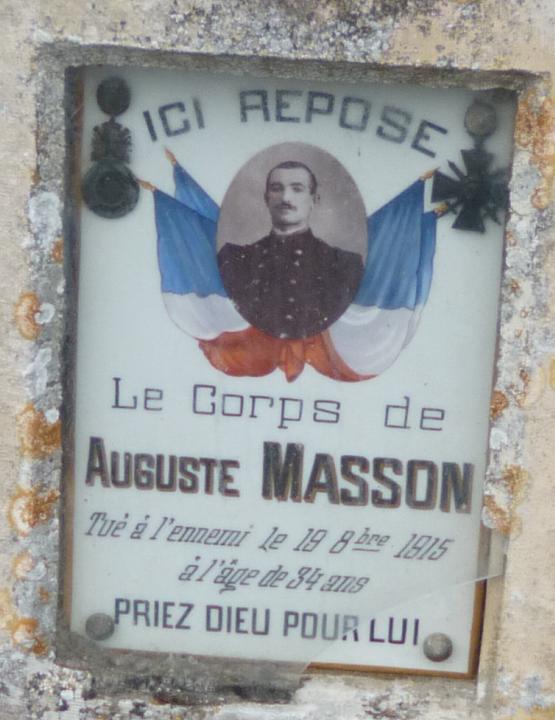 ICI REPOSE
Le Corps de
AUGUSTE MASSON
Tué à l'ennemi le 19 8bre 1915
à l'âge de 34 ans
PRIEZ DIEU POUR LUI